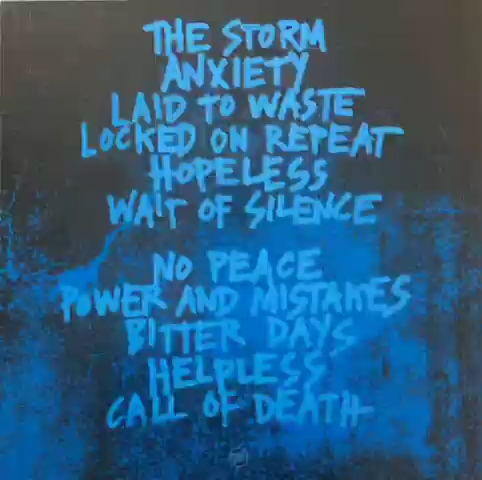 THE STORM
ANXIETY
LAID TO WASTE
LOCKED ON REPEAT
HOPELESS
WAIT OF SILENCE
NO PEACE
POWER AND MISTAKES
BITTER DAYS
HELPLESS
CALL OF DEATH